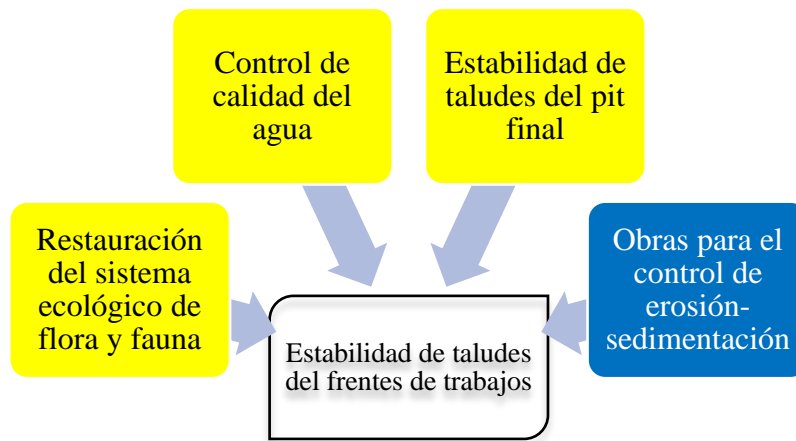 Control de
calidad del
agua
Estabilidad de
taludes del pit
final
Restauración
del sistema
ecológico de
flora y fauna
Obras para el
control de
erosión-
sedimentación
Estabilidad de taludes
del frentes de trabajos